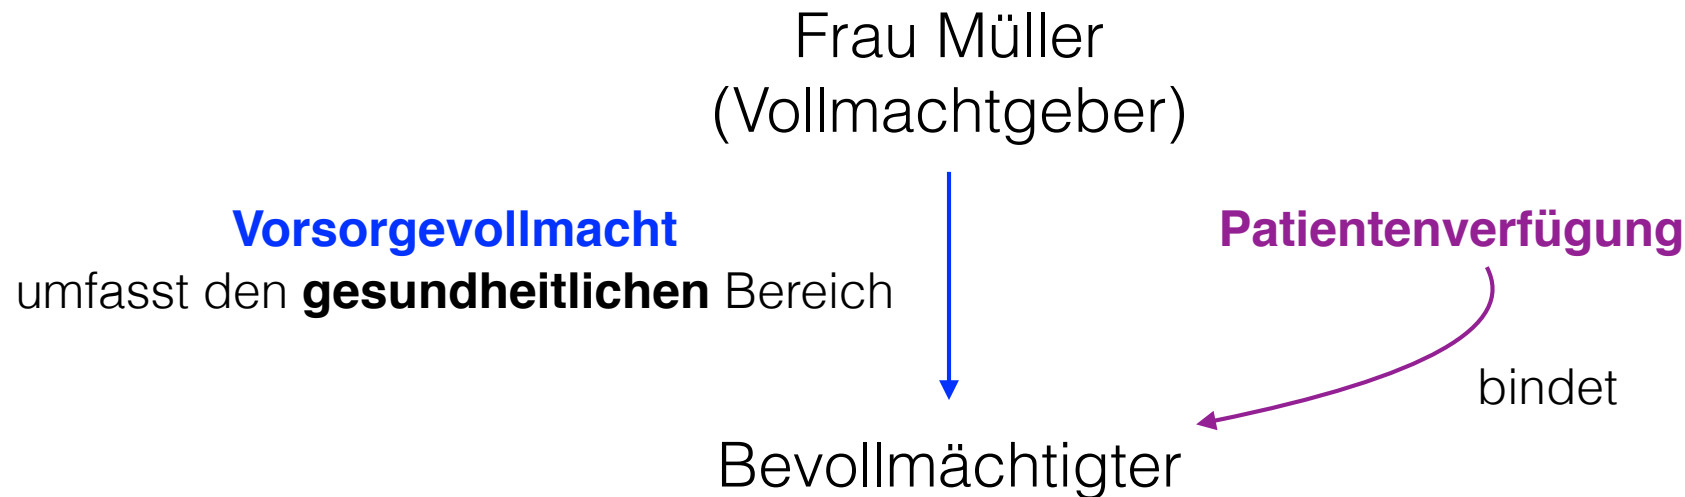 Frau Müller
(Vollmachtgeber)
Vorsorgevollmacht
umfasst den gesundheitlichen Bereich
Patientenverfügung
bindet
Bevollmächtigter